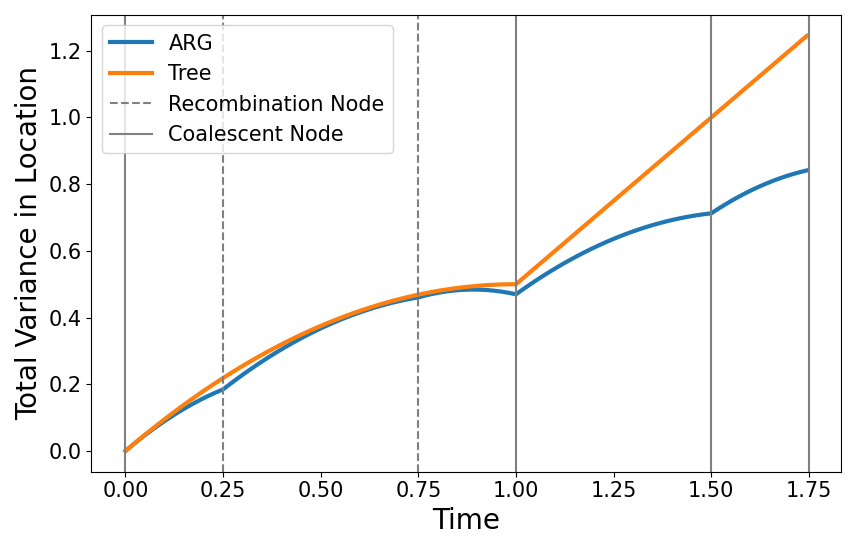 ARG
Tree
Recombination Node
Coalescent Node
Total Variance in Location
1.2
1.0
0.8
0.6
0.4
0.2
0.0
0.00 0.25 0.50 0.75 1.00 1.25 1.50 1.75
Time